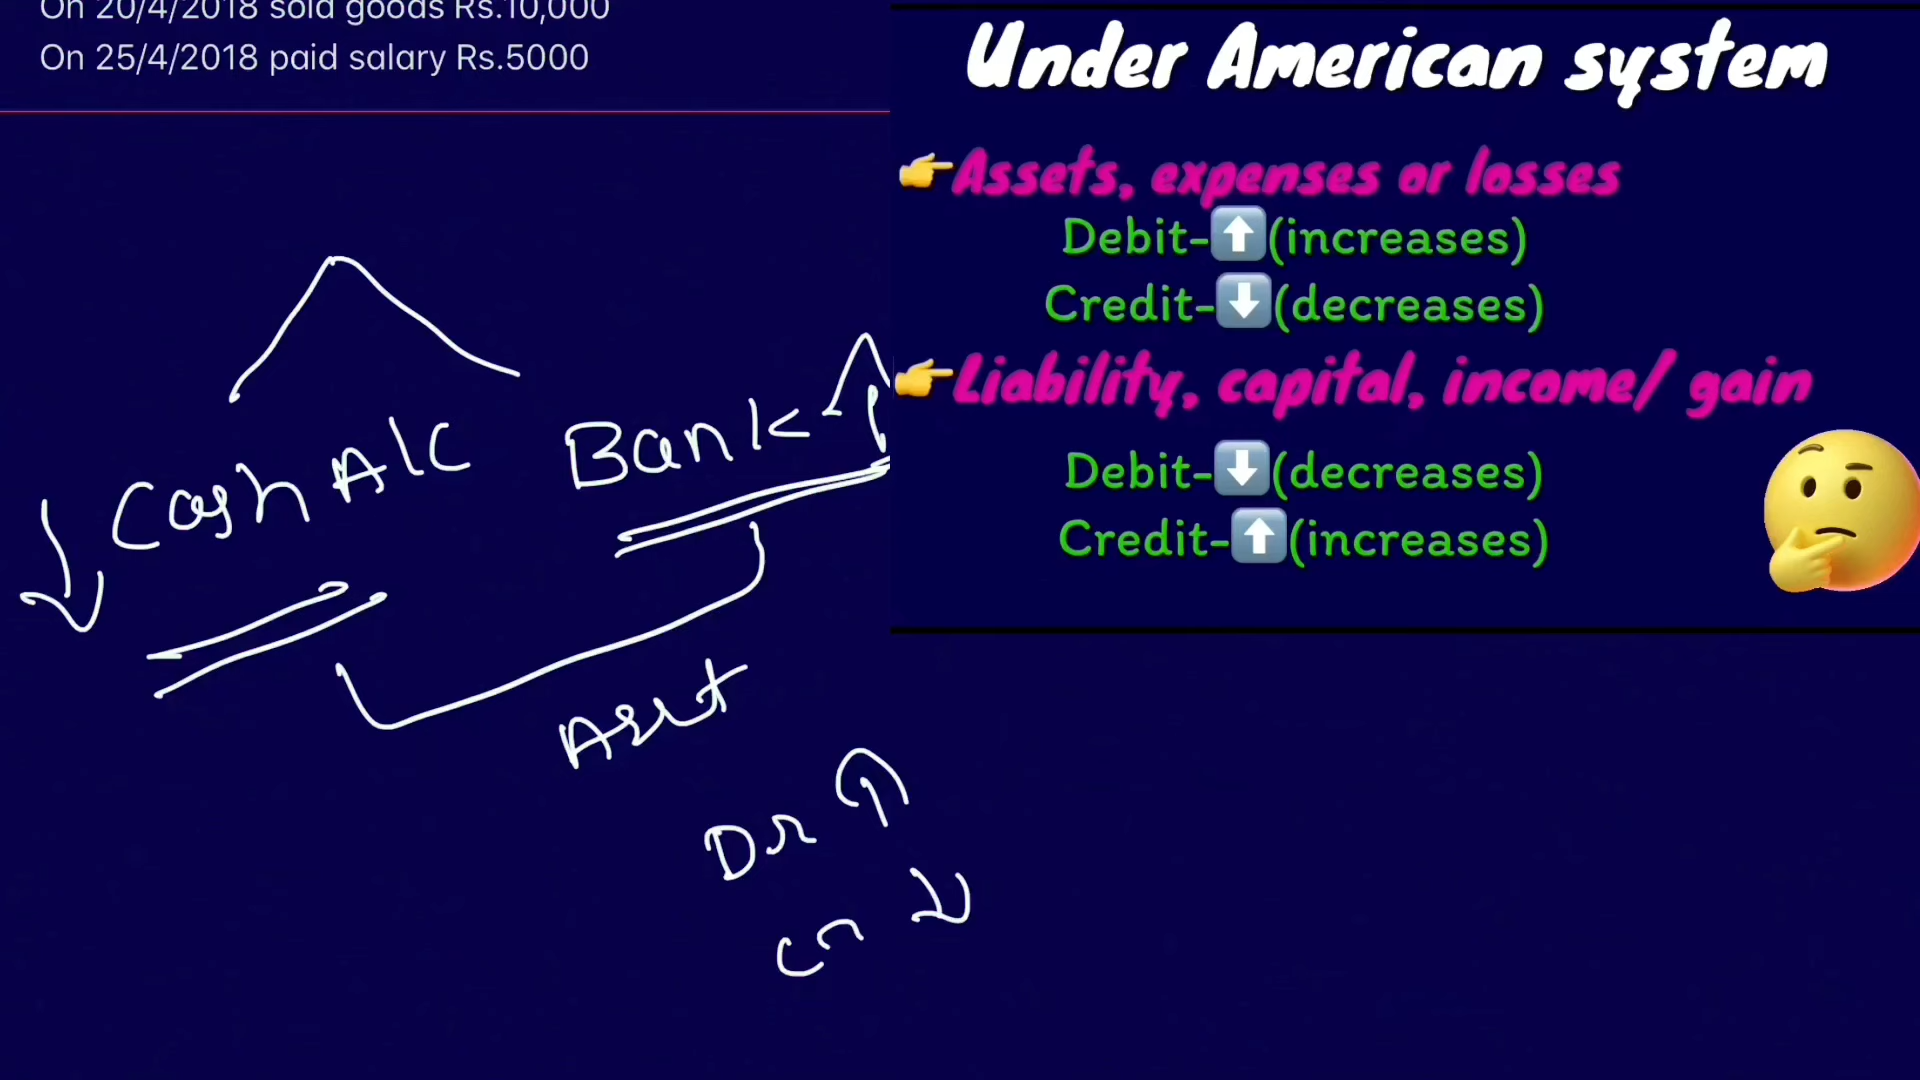 On 20/4/2018 sold goods Rs.10,000
On 25/4/2018 paid salary Rs.5000
Cash A/C
Bank
Asset
Dr ↑
Cr ↓
Under American system
👉Assets, expenses or losses
Debit-⬆️(increases)
Credit-⬇️(decreases)
👉Liability, capital, income/ gain
Debit-⬇️(decreases)
Credit-⬆️(increases)